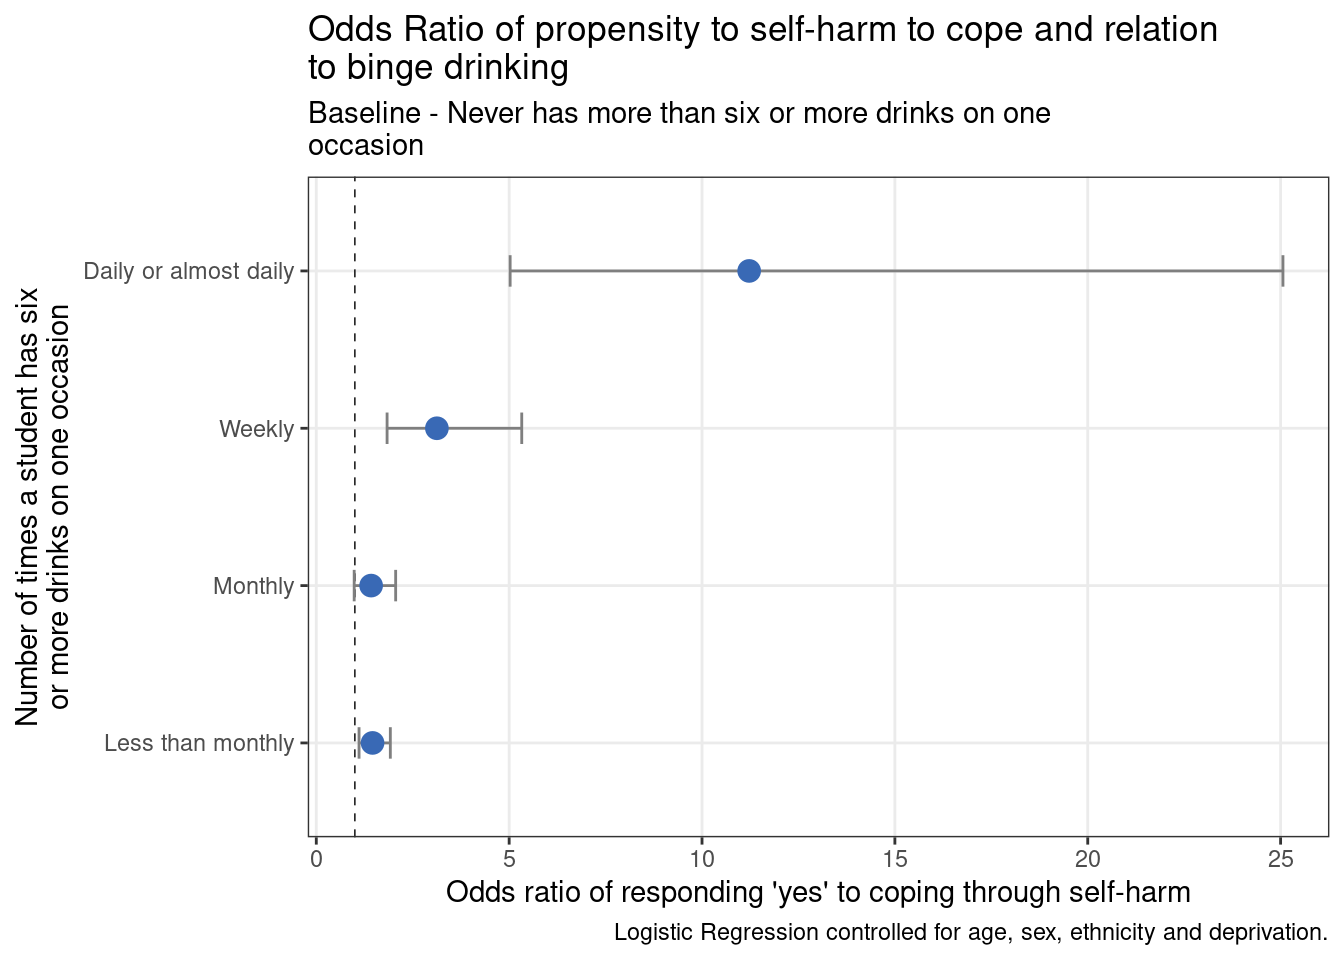 Odds Ratio of propensity to self-harm to cope and relation
to binge drinking
Baseline - Never has more than six or more drinks on one
occasion
Number of times a student has six
or more drinks on one occasion
Daily or almost daily
Weekly
Monthly
Less than monthly
0 5 10 15 20 25
Odds ratio of responding 'yes' to coping through self-harm
Logistic Regression controlled for age, sex, ethnicity and deprivation.